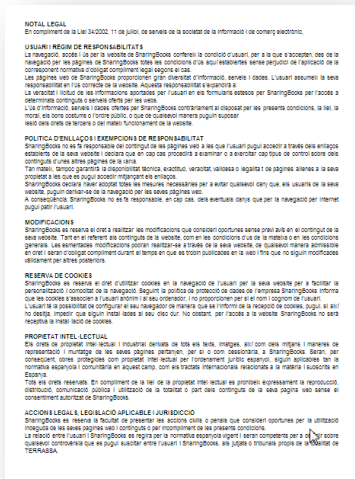 NOTAL LEGAL
En compliment de la Llei 34/2002, 11 de juliol, de serveis de la societat de la informació i de comerç electrònic,
USUARI I RÈGIM DE RESPONSABILITATS
La navegació, accés i ús per la website de SharingBooks confereix la condició d'usuari, per a la que s'accepten, des de la
navegació per les pàgines de SharingBooks totes les condicions d'ús aquí establertes sense perjudici de l'aplicació de la
corresponent normativa d'obligat compliment legal segons el cas.
Les pàgines web de SharingBooks proporcionen gran diversitat d'informació, serveis i dades. L'usuari assumeix la seva
responsabilitat en l'ús correcte de la website. Aquesta responsabilitat s'expandirà a:
La veracitat i licitud de les informacions aportades per l'usuari en els formularis estesos per SharingBooks per l'accés a
determinats continguts o serveis oferts per les webs.
L'ús d'informació, serveis i dades ofertes per SharingBooks contràriament al disposat per les presents condicions, la llei, la
moral, els bons costums o l'ordre públic, o que de qualsevol manera puguin suposar
lesió dels drets de tercers o del mateix funcionament de la website.
POLÍTICA D'ENLLAÇOS I EXEMPCIONS DE RESPONSABILITAT
SharingBooks no es fa responsable del contingut de les pàgines web a les que l'usuari pugui accedir a través dels enllaços
establerts de la seva website i declara que en cap cas procedirà a examinar o a exercitar cap tipus de control sobre dels
continguts d'unes altres pàgines de la xarxa.
Tan mateix, tampoc garantirà la disponibilitat tècnica, exactitud, veracitat, validesa o legalitat i de pàgines alienes a la seva
propietat a les que es pugui accedir mitjançant els enllaços.
SharingBooks declara haver adoptat totes les mesures necessàries per a evitar qualsevol dany que, els usuaris de la seva
website, puguin derivar-se de la navegació per les seves pàgines web.
A conseqüència, SharingBooks no es fa responsable, en cap cas, dels eventuals danys que per la navegació per Internet
pugui patir l'usuari.
MODIFICACIONS
SharingBooks es reserva el dret a realitzar les modificacions que consideri oportunes sense previ avís en el contingut de la
seva website. Tant en el referent als continguts de la website, com en les condicions d'ús de la mateixa o en les condicions
generals. Les esmentades modificacions podran realitzar-se a través de la seva website, de qualsevol manera admissible
en dret i seran d'obligat compliment durant el temps en que es trobin publicades en la web i fins que no siguin modificades
vàlidament per altres posteriors.
RESERVA DE COOKIES
SharingBooks es reserva el dret d'utilitzar cookies en la navegació de l'usuari per la seva website per a facilitar la
personalització i comoditat de la navegació. Seguint la política de protecció de dades de l'empresa SharingBooks informa
que les cookies s'associen a l'usuari anònim i al seu ordenador, i no proporcionen per si el nom i cognom de l'usuari.
L'usuari té la possibilitat de configurar el seu navegador de manera que se l'informi de la recepció de cookies, pugui, si així
no desitja, impedir que siguin instal·lades al seu disc dur. No costant, per l'accés a la website SharingBooks no serà
receptiva la instal·lació de cookies.
PROPIETAT INTEL·LECTUAL
Els drets de propietat intel·lectual i industrial derivats de tots els texts, imatges, així com dels mitjans i maneres de
representació i muntatge de les seves pàgines pertanyen, per si o com cessionària, a SharingBooks. Seran, per
consegüent, obres protegides com propietat intel·lectual per l'ordenament jurídic espanyol, siguin aplicables tan la
normativa espanyola i comunitària en aquest camp, com els tractats internacionals relacionats a la matèria i subscrits en
Espanya.
Tots els drets reservats. En compliment de la llei de la propietat intel·lectual es prohibeix expressament la reproducció,
distribució, comunicació pública i utilització de la totalitat o part dels continguts de la seva pàgina web sense el
consentiment autoritzat de SharingBooks.
ACCIONS LEGALS, LEGISLACIÓ APLICABLE I JURISDICCIÓ
SharingBooks es reserva la facultat de presentar les accions civils o penals que consideri oportunes per la utilització
indeguda de les seves pàgines web i continguts o per incompliment de les presents condicions.
La relació entre l'usuari i SharingBooks es regirà per la normativa espanyola vigent i seran competents per a sobre
qualsevol controvèrsia que es pugui suscitar entre l'usuari i SharingBooks, els jutjats o tribunals propis de la localitat de
TERRASSA.